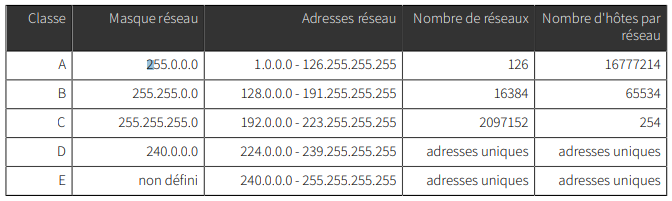 Classe Masque réseau Adresses réseau Nombre de réseaux Nombre d'hôtes par réseau
A 255.0.0.0 1.0.0.0 - 126.255.255.255 126 16777214
B 255.255.0.0 128.0.0.0 - 191.255.255.255 16384 65534
C 255.255.255.0 192.0.0.0 - 223.255.255.255 2097152 254
D 240.0.0.0 224.0.0.0 - 239.255.255.255 adresses uniques adresses uniques
E non défini 240.0.0.0 - 255.255.255.255 adresses uniques adresses uniques